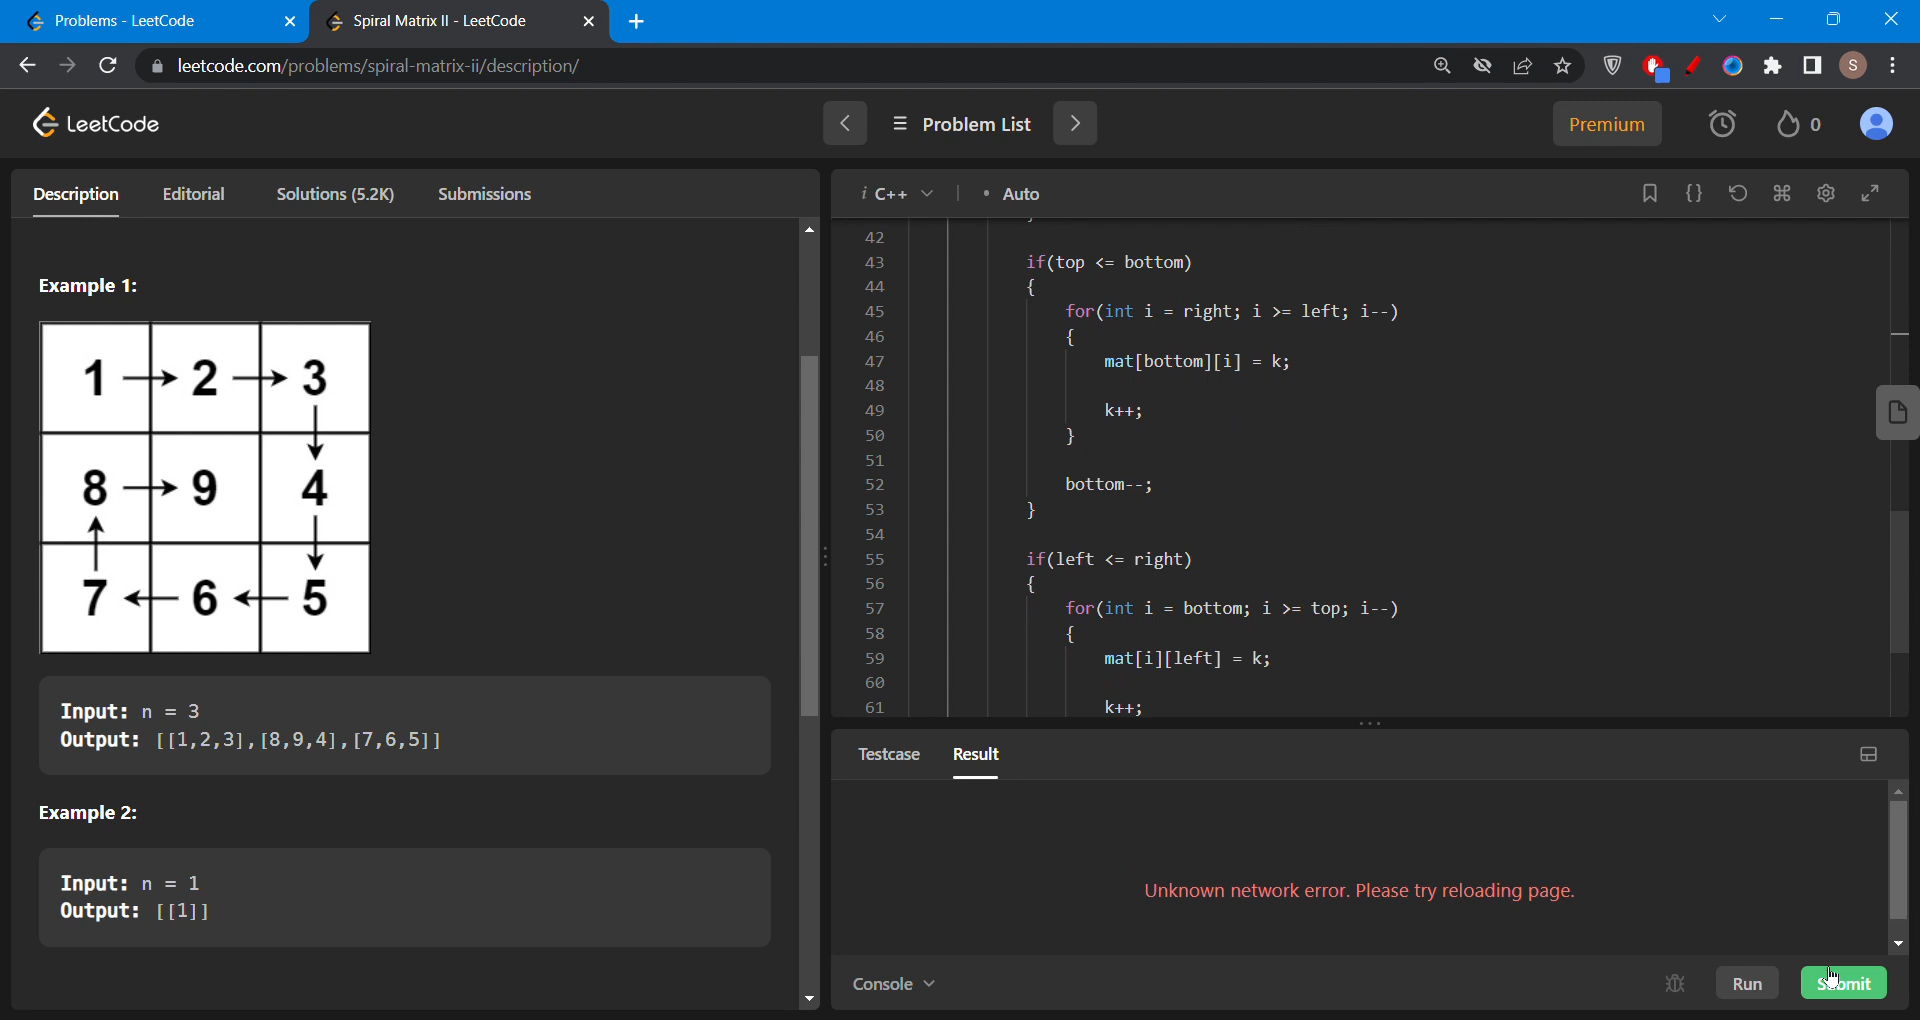 Problems - LeetCode
Spiral Matrix II - LeetCode
leetcode.com/problems/spiral-matrix-ii/description/
S
LeetCode
Problem List
Premium
0
Description
Editorial
Solutions (5.2K)
Submissions
Example 1:
1 2 3
8 9 4
7 6 5
Input: n = 3
Output: [[1,2,3],[8,9,4],[7,6,5]]
Example 2:
Input: n = 1
Output: [[1]]
i C++
Auto
42
43 if(top <= bottom)
44 {
45 for(int i = right; i >= left; i--)
46 {
47 mat[bottom][i] = k;
48
49 k++;
50 }
51
52 bottom--;
53 }
54
55 if(left <= right)
56 {
57 for(int i = bottom; i >= top; i--)
58 {
59 mat[i][left] = k;
60
61 k++;
Testcase
Result
Unknown network error. Please try reloading page.
Console
Run
Submit